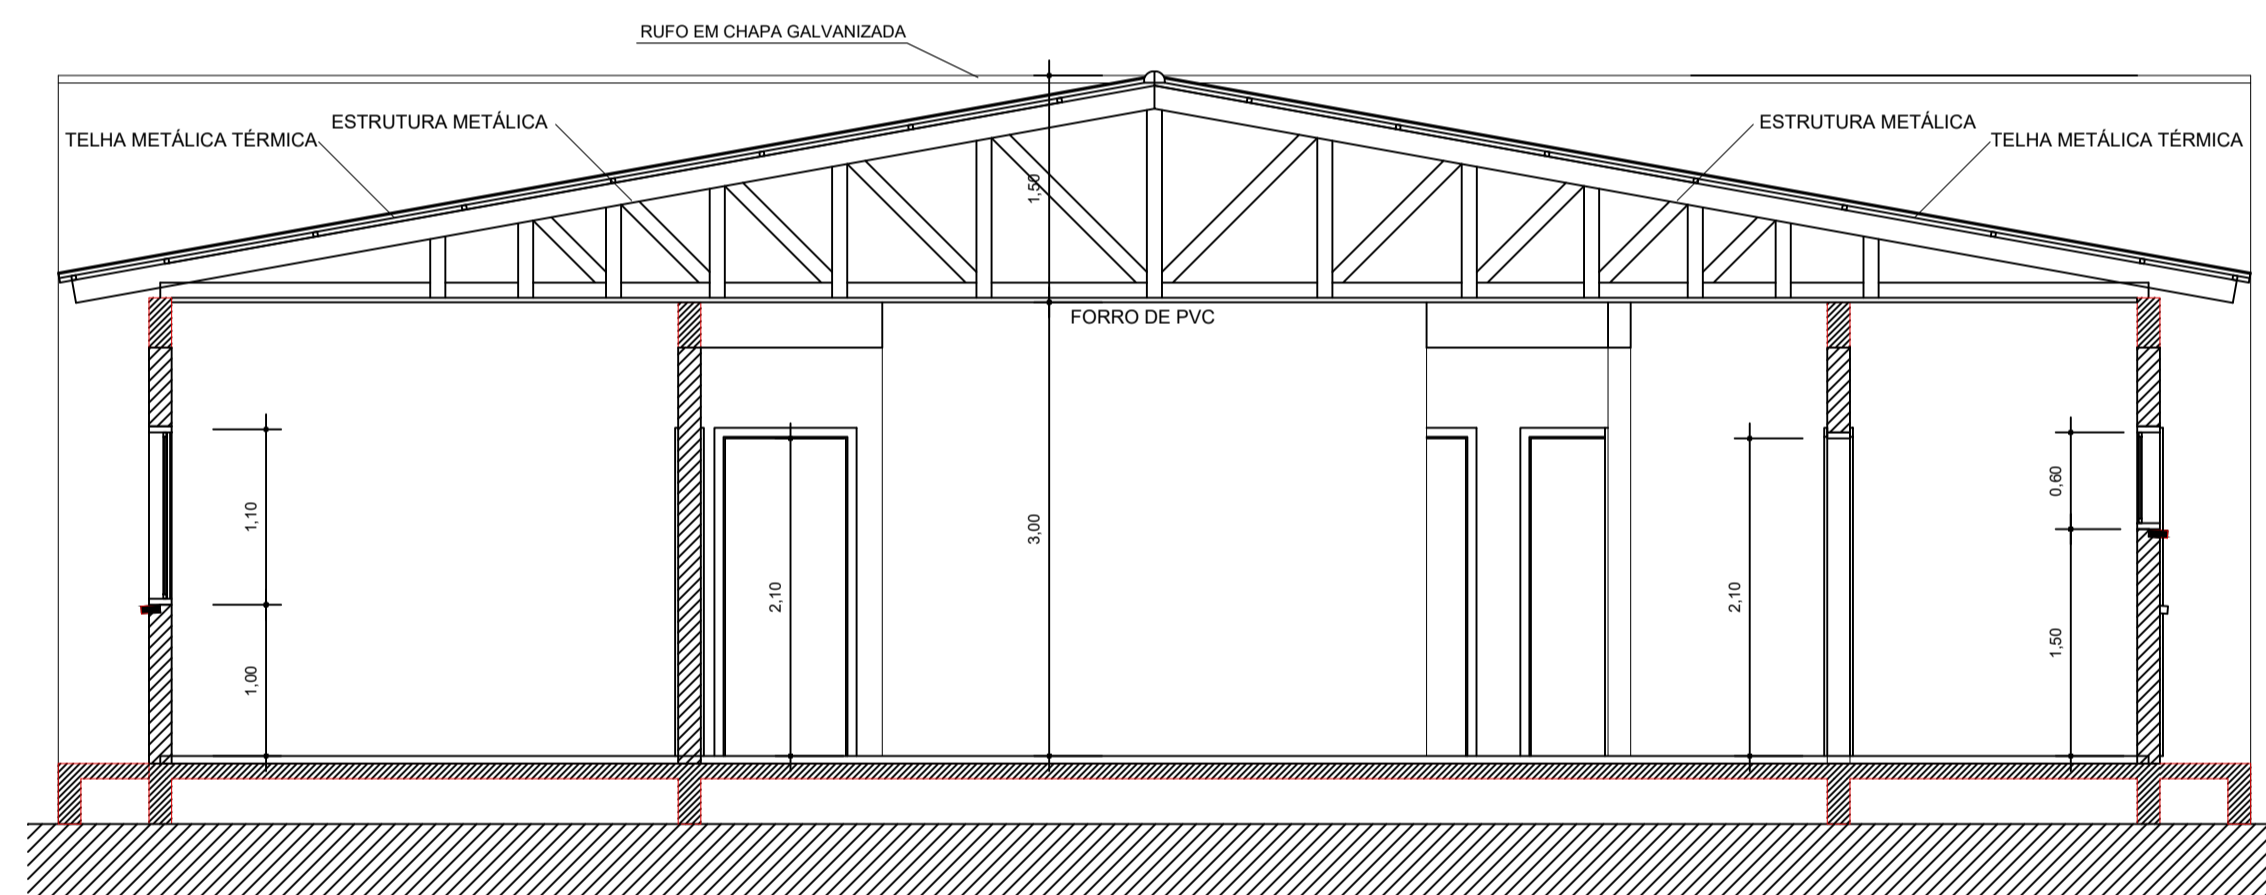 RUFO EM CHAPA GALVANIZADA
TELHA METÁLICA TÉRMICA
ESTRUTURA METÁLICA
ESTRUTURA METÁLICA
TELHA METÁLICA TÉRMICA
1,50
FORRO DE PVC
1,10
1,00
2,10
3,00
2,10
0,60
1,50